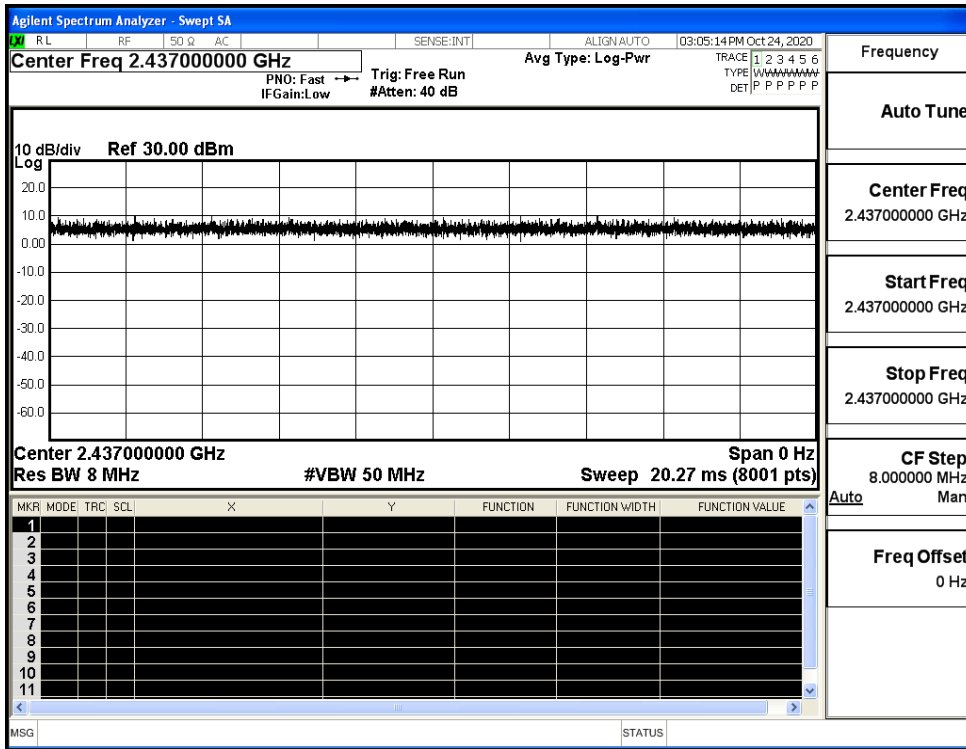 Agilent Spectrum Analyzer - Swept SA
LXI RL RF 50 Ω AC SENSE:INT ALIGN AUTO 03:05:14 PM Oct 24, 2020
Center Freq 2.437000000 GHz
PNO: Fast
IFGain:Low
Trig: Free Run
#Atten: 40 dB
Avg Type: Log-Pwr
TRACE 1 2 3 4 5 6
TYPE
DET P P P P P P
10 dB/div Ref 30.00 dBm
Log
20.0
10.0
0.00
-10.0
-20.0
-30.0
-40.0
-50.0
-60.0
Center 2.437000000 GHz Span 0 Hz
Res BW 8 MHz #VBW 50 MHz Sweep 20.27 ms (8001 pts)
MKR MODE TRC SCL X Y FUNCTION FUNCTION WIDTH FUNCTION VALUE
1
2
3
4
5
6
7
8
9
10
11
MSG STATUS
Frequency
Auto Tune
Center Freq
2.437000000 GHz
Start Freq
2.437000000 GHz
Stop Freq
2.437000000 GHz
CF Step
8.000000 MHz
Auto Man
Freq Offset
0 Hz